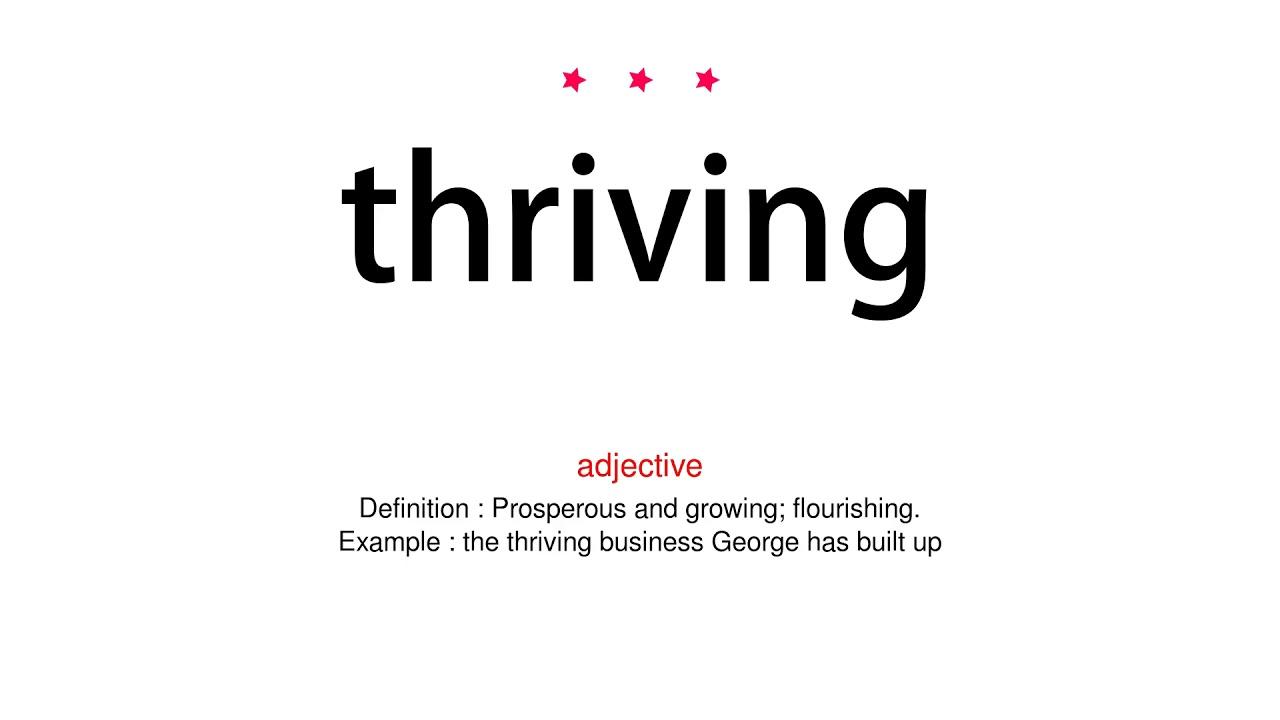 thriving
adjective
Definition : Prosperous and growing; flourishing.
Example : the thriving business George has built up